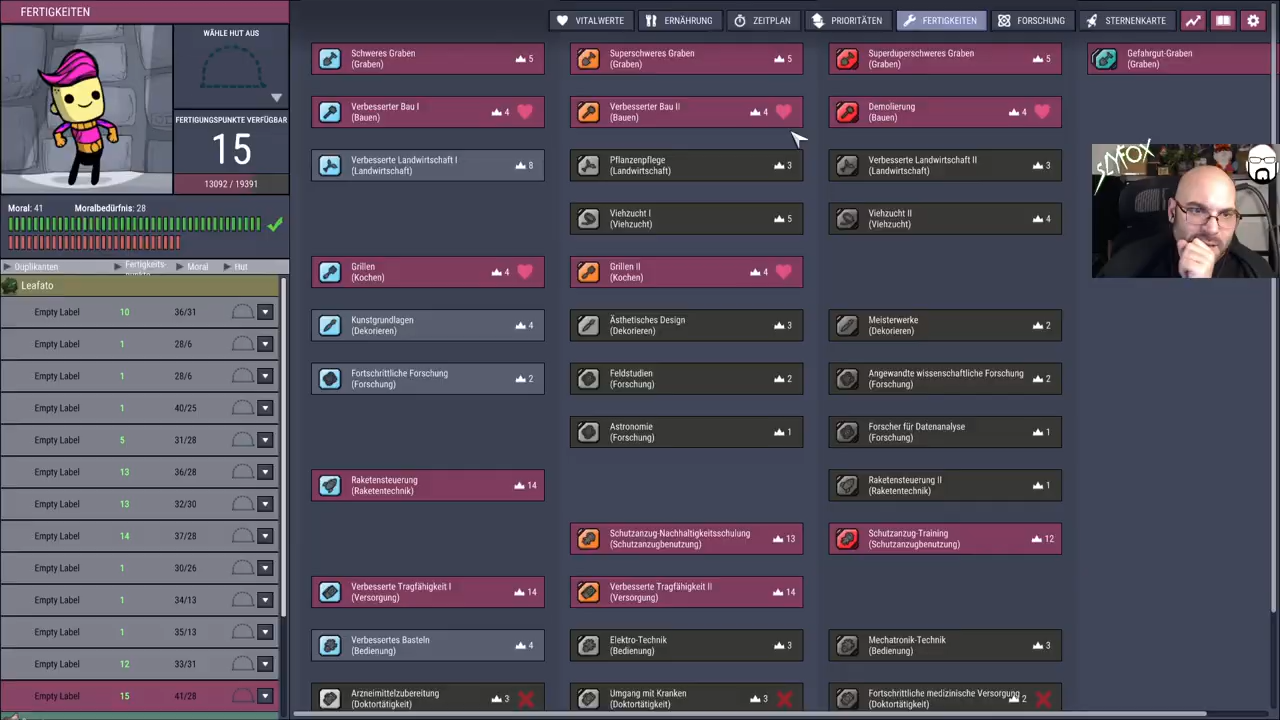 FERTIGKEITEN
VITALWERTE
ERNÄHRUNG
ZEITPLAN
PRIORITÄTEN
FERTIGKEITEN
FORSCHUNG
STERNENKARTE
WÄHLE HUT AUS
FERTIGUNGSPUNKTE VERFÜGBAR
15
13092 / 19391
Moral: 41
Moralbedürfnis: 28
Duplikanten
Fertigkeits-
Moral
Hut
Leafato
Empty Label 10 36/31
Empty Label 1 28/6
Empty Label 1 28/6
Empty Label 1 40/25
Empty Label 5 31/28
Empty Label 13 36/28
Empty Label 13 32/30
Empty Label 14 37/28
Empty Label 1 30/26
Empty Label 1 34/13
Empty Label 1 35/13
Empty Label 12 33/31
Empty Label 15 41/28
Schweres Graben
(Graben)
5
Superschweres Graben
(Graben)
5
Superduperschweres Graben
(Graben)
5
Gefahrgut-Graben
(Graben)
Verbesserter Bau I
(Bauen)
4
Verbesserter Bau II
(Bauen)
4
Demolierung
(Bauen)
4
Verbesserte Landwirtschaft I
(Landwirtschaft)
8
Pflanzenpflege
(Landwirtschaft)
3
Verbesserte Landwirtschaft II
(Landwirtschaft)
3
Viehzucht I
(Viehzucht)
5
Viehzucht II
(Viehzucht)
4
Grillen
(Kochen)
4
Grillen II
(Kochen)
4
Kunstgrundlagen
(Dekorieren)
4
Ästhetisches Design
(Dekorieren)
3
Meisterwerke
(Dekorieren)
2
Fortschrittliche Forschung
(Forschung)
2
Feldstudien
(Forschung)
2
Angewandte wissenschaftliche Forschung
(Forschung)
2
Astronomie
(Forschung)
1
Forscher für Datenanalyse
(Forschung)
1
Raketensteuerung
(Raketentechnik)
14
Raketensteuerung II
(Raketentechnik)
1
Schutzanzug-Nachhaltigkeitsschulung
(Schutzanzugbenutzung)
13
Schutzanzug-Training
(Schutzanzugbenutzung)
12
Verbesserte Tragfähigkeit I
(Versorgung)
14
Verbesserte Tragfähigkeit II
(Versorgung)
14
Verbessertes Basteln
(Bedienung)
4
Elektro-Technik
(Bedienung)
3
Mechatronik-Technik
(Bedienung)
3
Arzneimittelzubereitung
(Doktortätigkeit)
3
Umgang mit Kranken
(Doktortätigkeit)
3
Fortschrittliche medizinische Versorgung
(Doktortätigkeit)
2